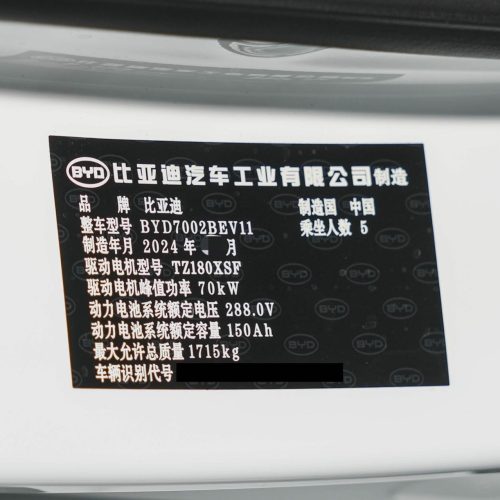 BYD 比亚迪汽车工业有限公司制造
品 牌 比亚迪 制造国 中国
整车型号 BYD7002BEV11 乘坐人数 5
制造年月 2024 年 月
驱动电机型号 TZ180XSF
驱动电机峰值功率 70kW
动力电池系统额定电压 288.0V
动力电池系统额定容量 150Ah
最大允许总质量 1715kg
车辆识别代号